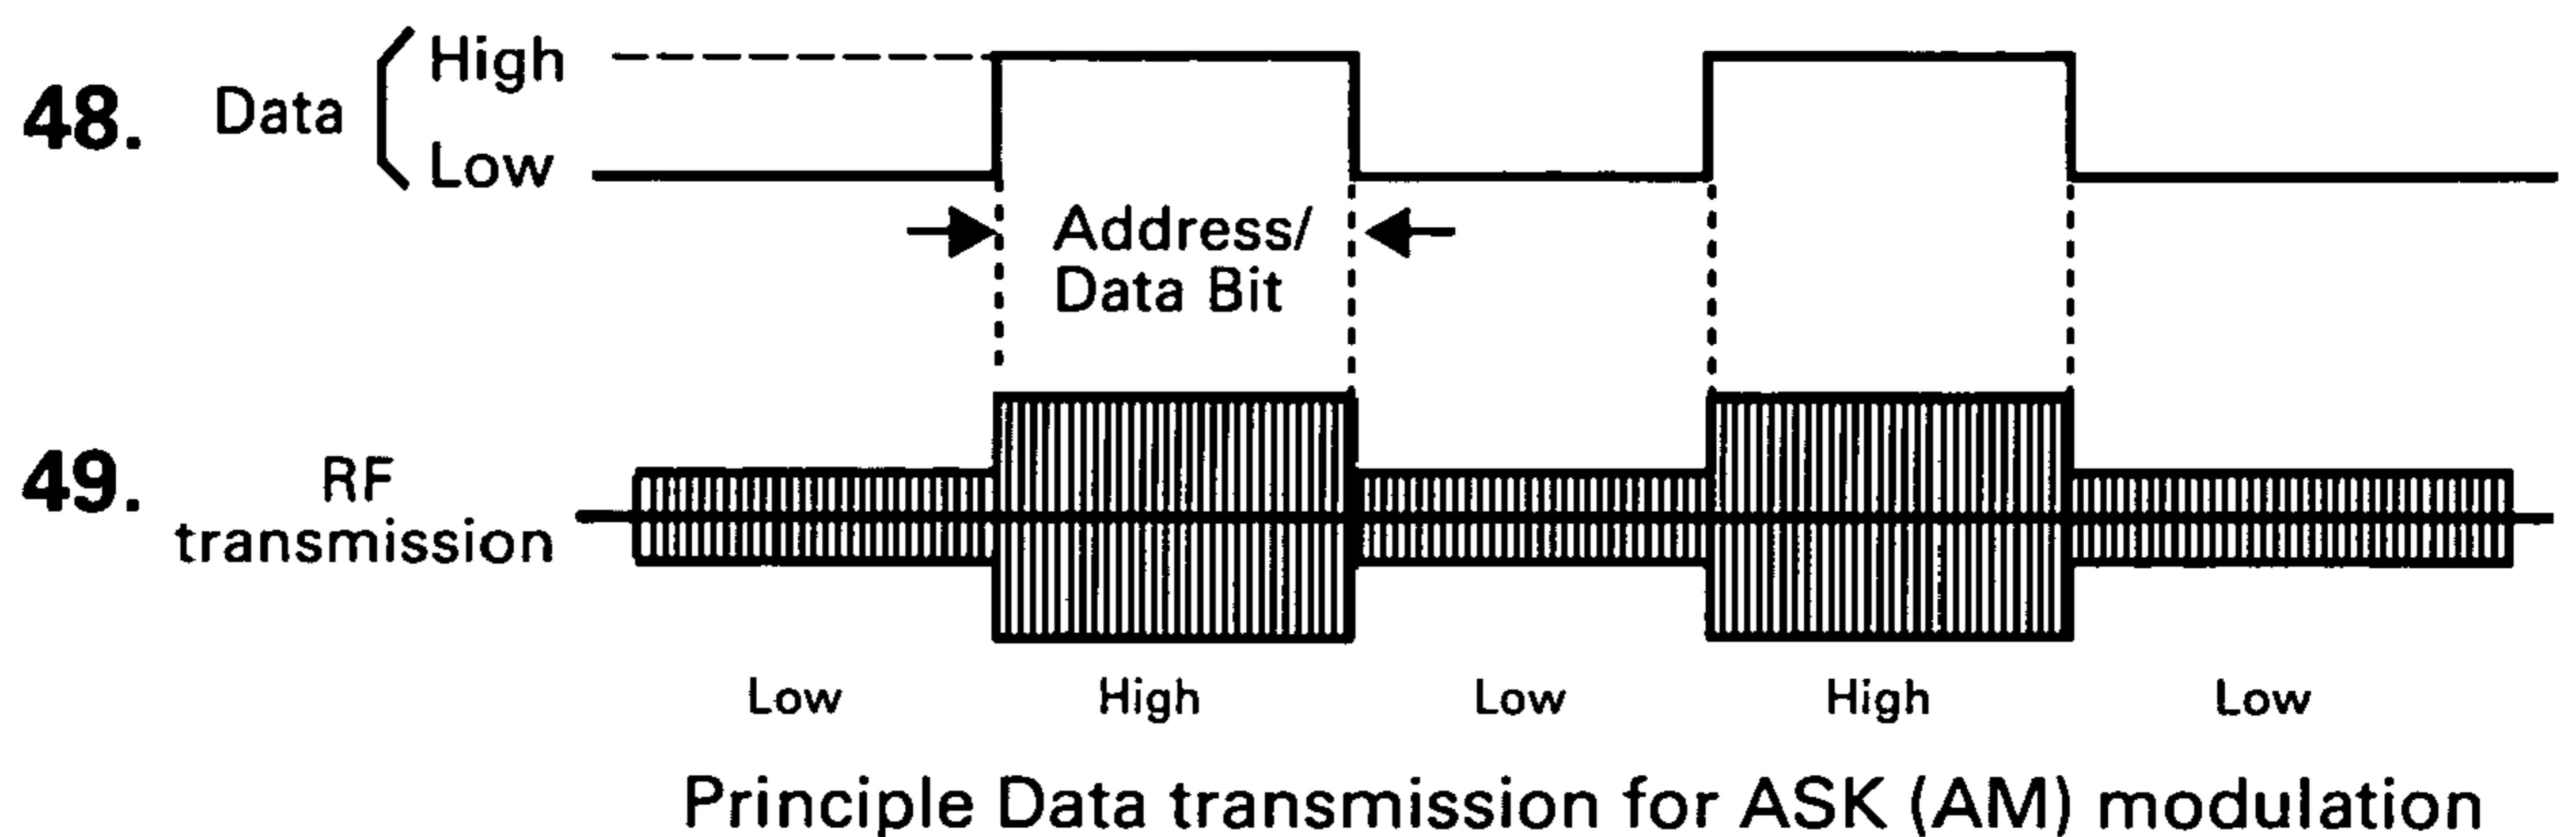 48. Data High
Low
Address/
Data Bit
49. RF
transmission
Low High Low High Low
Principle Data transmission for ASK (AM) modulation